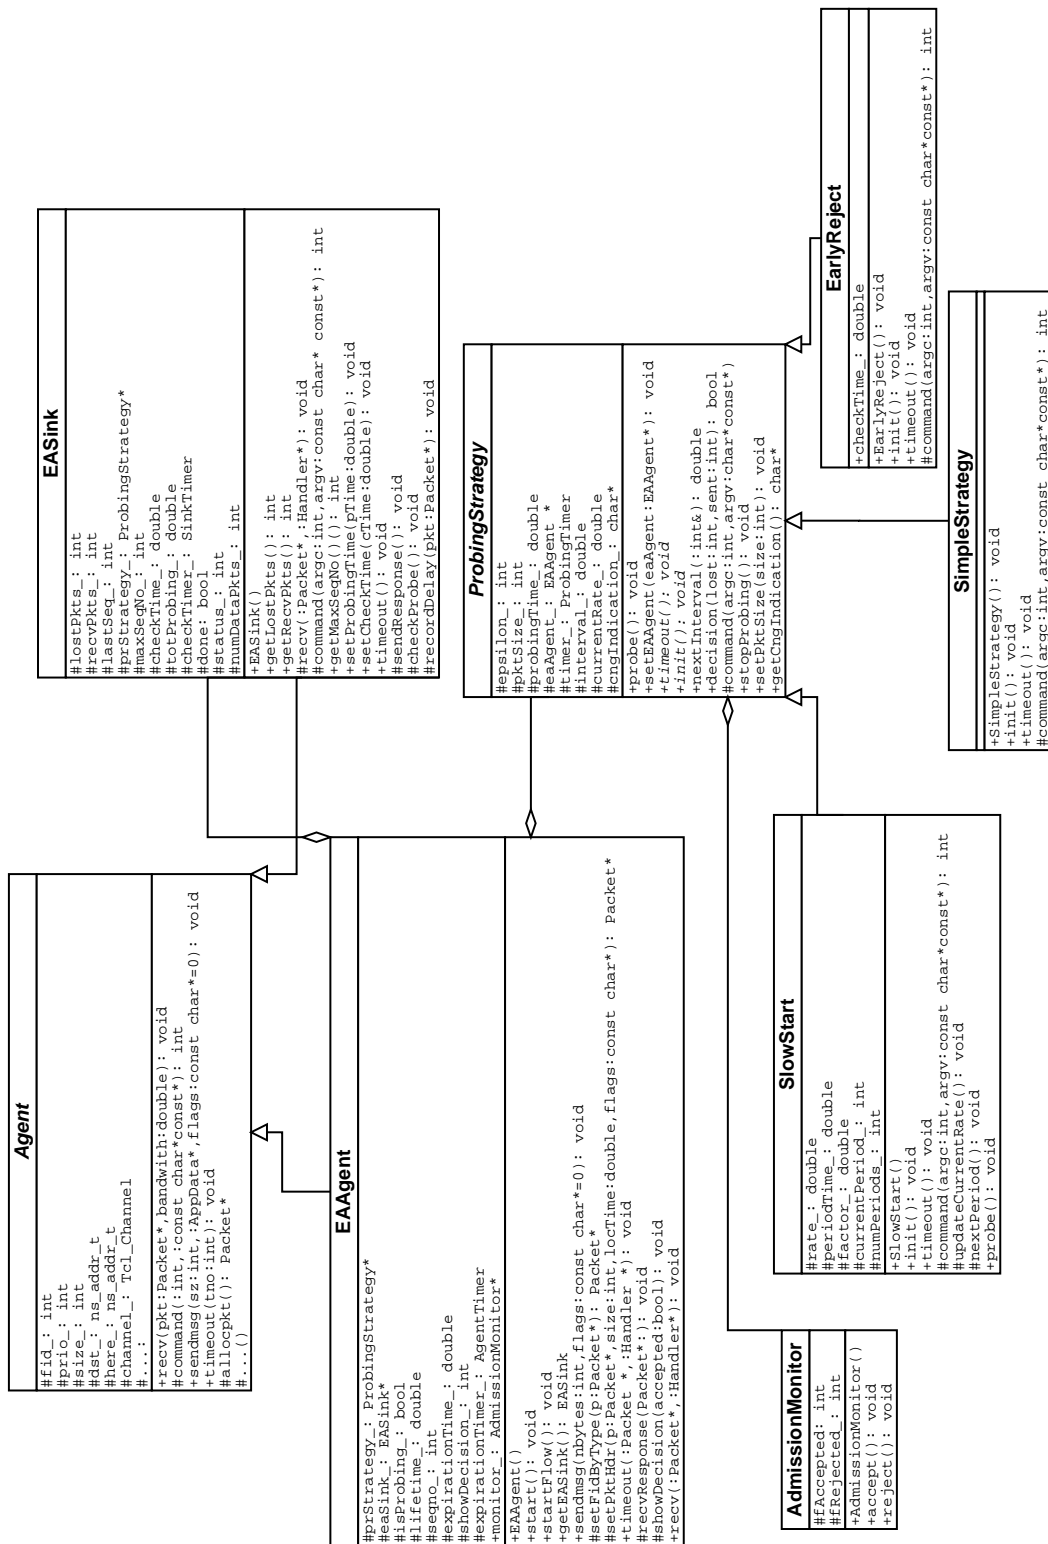 Agent
#fid_: int
#prio_: int
#size_: int
#dst_: ns_addr_t
#here_: ns_addr_t
#channel_: Tcl_Channel
#...:
+recv(pkt:Packet*,bandwith:double): void
#command(:int,:const char*const*): int
+sendmsg(sz:int,:AppData*,flags:const char*=0): void
+timeout(tno:int): void
#allocpkt(): Packet*
#...()
EASink
#lostPkts_: int
#recvPkts_: int
#lastSeq_: int
#prStrategy_: ProbingStrategy*
#maxSeqNo_: int
#checkTime_: double
#totProbing_: double
#checkTimer_: SinkTimer
#done: bool
#status_: int
#numDataPkts_: int
+EASink()
+getLostPkts(): int
+getRecvPkts(): int
+recv(:Packet*,:Handler*): void
#command(argc:int,argv:const char* const*): int
+getMaxSeqNo()(): int
+setProbingTime(pTime:double): void
+setChecktime(cTime:double): void
+timeout(): void
#sendResponse(): void
#checkProbe(): void
#recordDelay(pkt:Packet*): void
EAAgent
#prStrategy_: ProbingStrategy*
#eaSink_: EASink*
#isProbing_: bool
#lifetime_: double
#seqno_: int
#expirationTime_: double
#showDecision_: int
#expirationTimer_: AgentTimer
+monitor_: AdmissionMonitor*
+EAAgent()
+start(): void
+startFlow(): void
+getEASink(): EASink
+sendmsg(nbytes:int,flags:const char*=0): void
#setFidByType(p:Packet*): Packet*
#setPktHdr(p:Packet*,size:int,locTime:double,flags:const char*): Packet*
+timeout(:Packet *,:Handler *): void
#recvResponse(Packet*:): void
#showDecision(accepted:bool): void
+recv(:Packet*,:Handler*): void
ProbingStrategy
#epsilon_: int
#pktSize_: int
#probingTime_: double
#eaAgent_: EAAgent *
#timer_: ProbingTimer
#interval_: double
#currentRate_: double
#cngIndication_: char*
+probe(): void
+setEAAgent(eaAgent:EAAgent*): void
+timeout(): void
+init(): void
+nextInterval(:int&): double
+decision(lost:int,sent:int): bool
#command(argc:int,argv:char*const*)
+stopProbing(): void
+setPktSize(size:int): void
+getCngIndication(): char*
AdmissionMonitor
#fAccepted: int
#fRejected_: int
+AdmissionMonitor()
+accept(): void
+reject(): void
SlowStart
#rate_: double
#periodTime_: double
#factor_: double
#currentPeriod_: int
#numPeriods_: int
+SlowStart()
+init(): void
+timeout(): void
#command(argc:int,argv:const char*const*): int
#updateCurrentRate(): void
#nextPeriod(): void
+probe(): void
SimpleStrategy
+SimpleStrategy(): void
+init(): void
+timeout(): void
#command(argc:int,argv:const char*const*): int
EarlyReject
+checkTime_: double
+EarlyReject(): void
+init(): void
+timeout(): void
#command(argc:int,argv:const char*const*): int